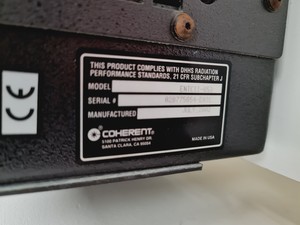 THIS PRODUCT COMPLIES WITH DHHS RADIATION
PERFORMANCE STANDARDS, 21 CFR SUBCHAPTER J
MODEL
SERIAL #
MANUFACTURED
CE
COHERENT
5100 PATRICK HENRY DR.
SANTA CLARA, CA 95054
MADE IN USA